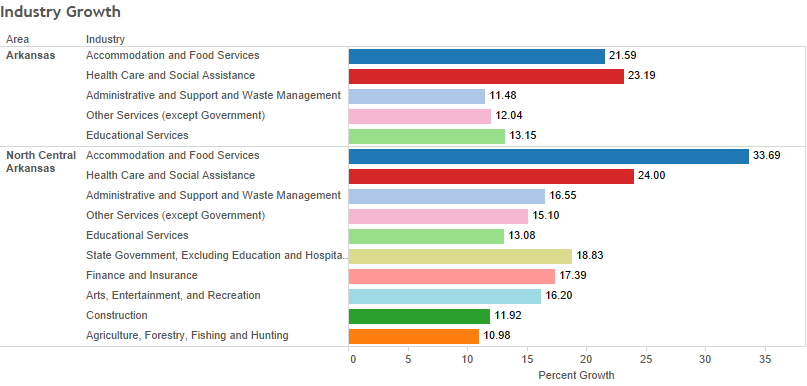 Industry Growth
Area Industry
Arkansas Accommodation and Food Services 21.59
Health Care and Social Assistance 23.19
Administrative and Support and Waste Management 11.48
Other Services (except Government) 12.04
Educational Services 13.15
North Central Accommodation and Food Services 33.69
Arkansas Health Care and Social Assistance 24.00
Administrative and Support and Waste Management 16.55
Other Services (except Government) 15.10
Educational Services 13.08
State Government, Excluding Education and Hospita.. 18.83
Finance and Insurance 17.39
Arts, Entertainment, and Recreation 16.20
Construction 11.92
Agriculture, Forestry, Fishing and Hunting 10.98
0 5 10 15 20 25 30 35
Percent Growth